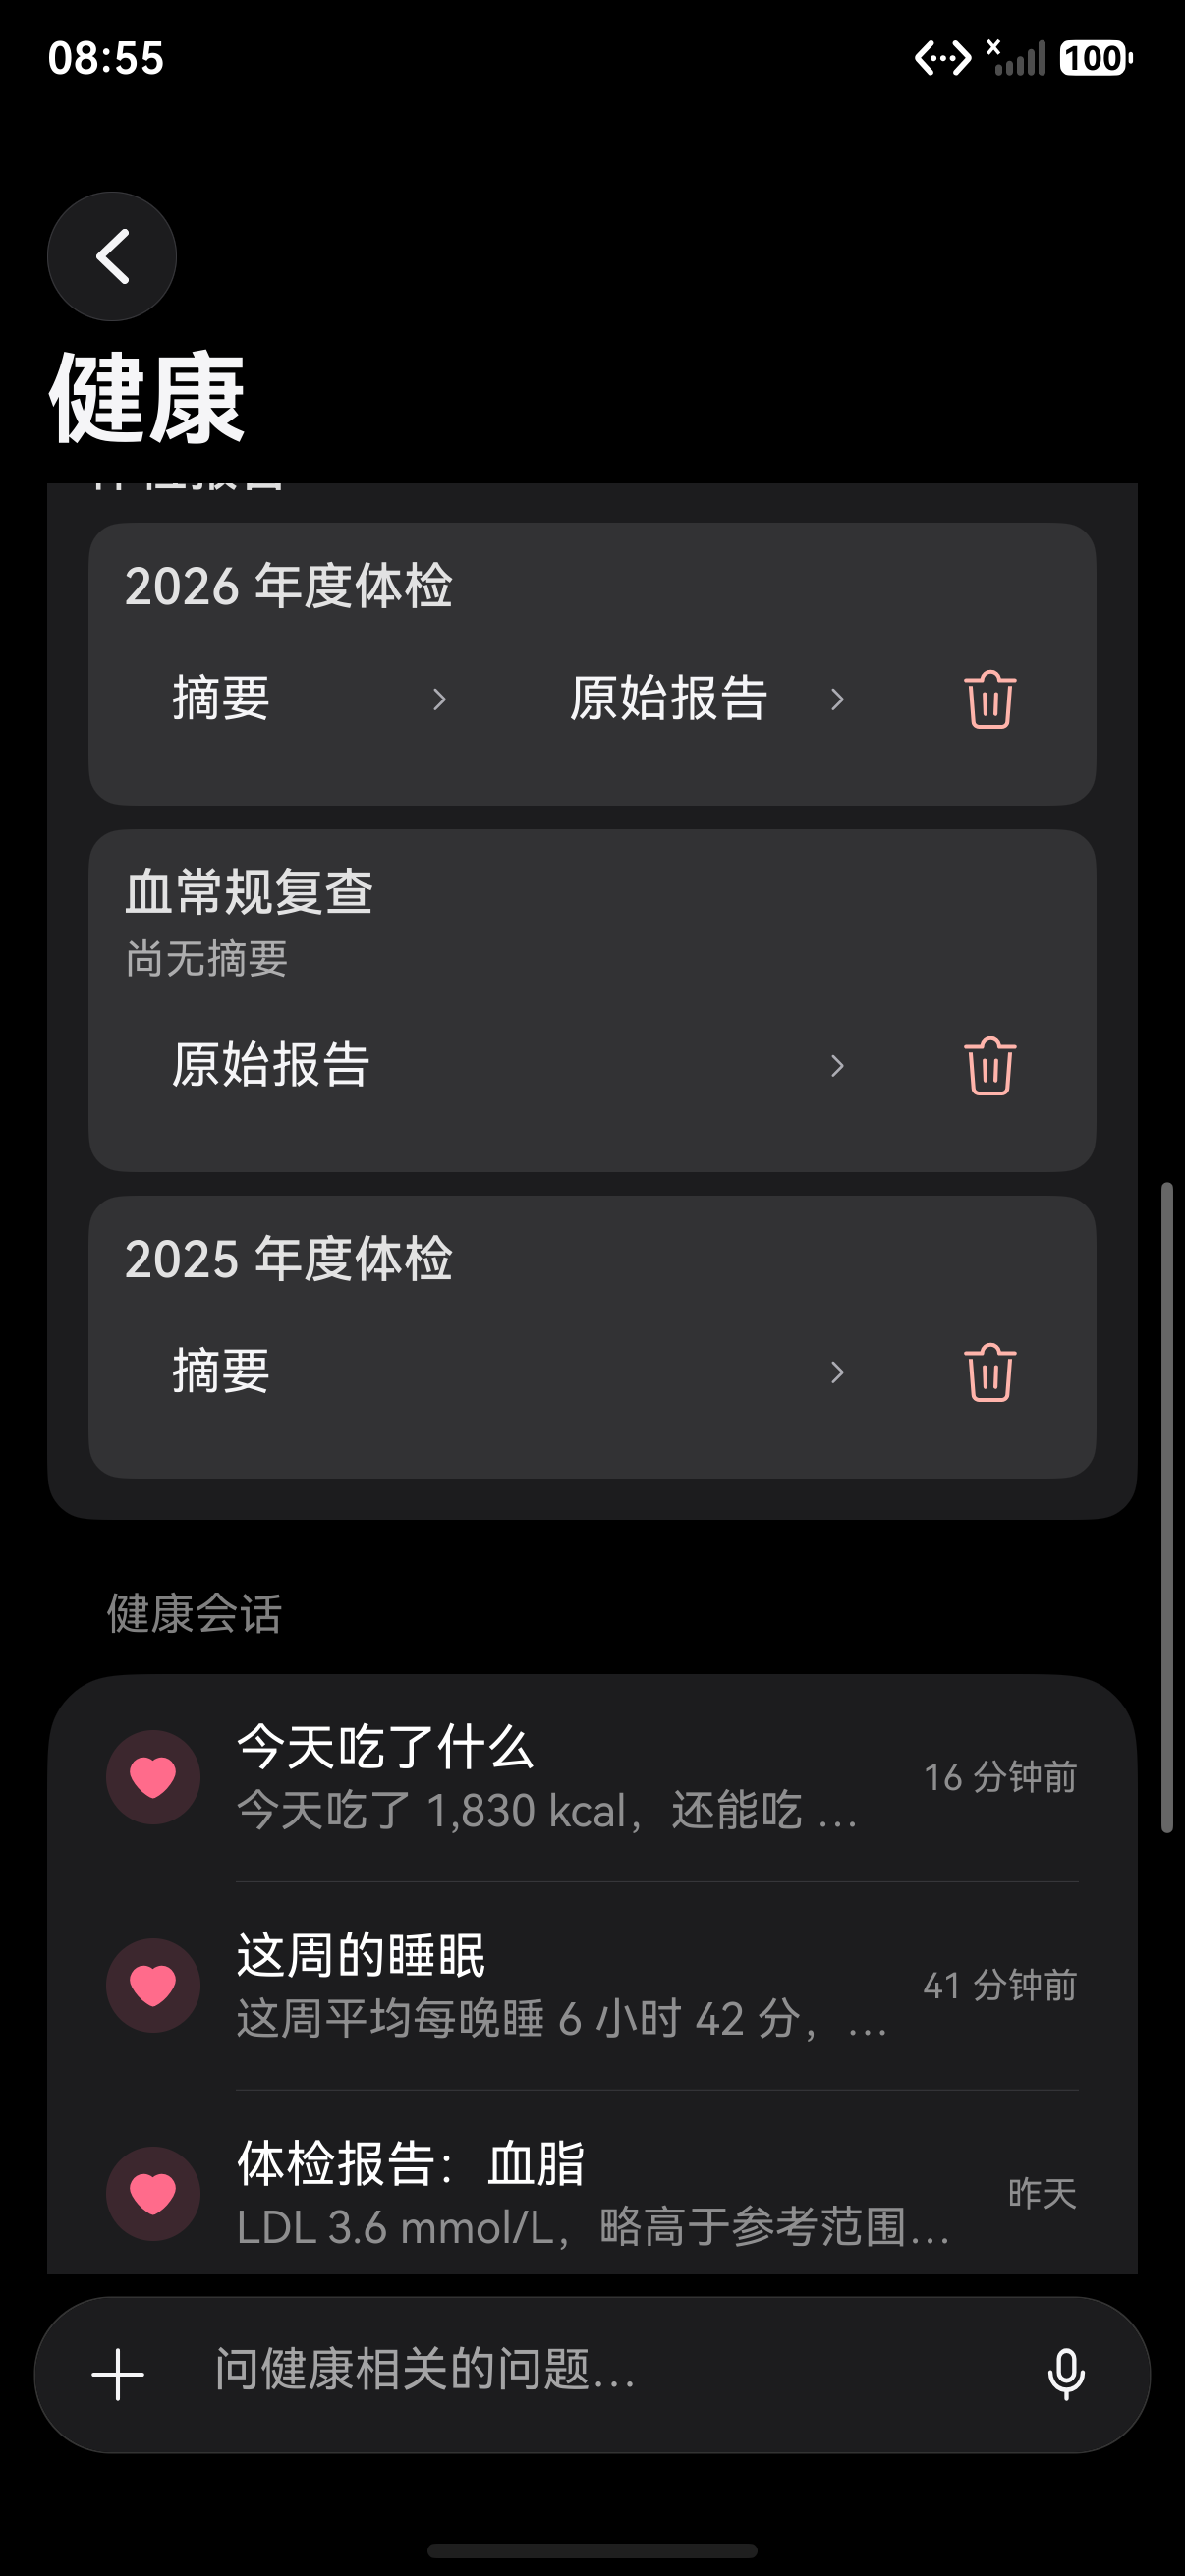 08:55
100
健康
体检报告
2026 年度体检
摘要
原始报告
血常规复查
尚无摘要
原始报告
2025 年度体检
摘要
健康会话
今天吃了什么
16 分钟前
今天吃了 1,830 kcal，还能吃 …
这周的睡眠
41 分钟前
这周平均每晚睡 6 小时 42 分，…
体检报告：血脂
昨天
LDL 3.6 mmol/L，略高于参考范围…
问健康相关的问题…